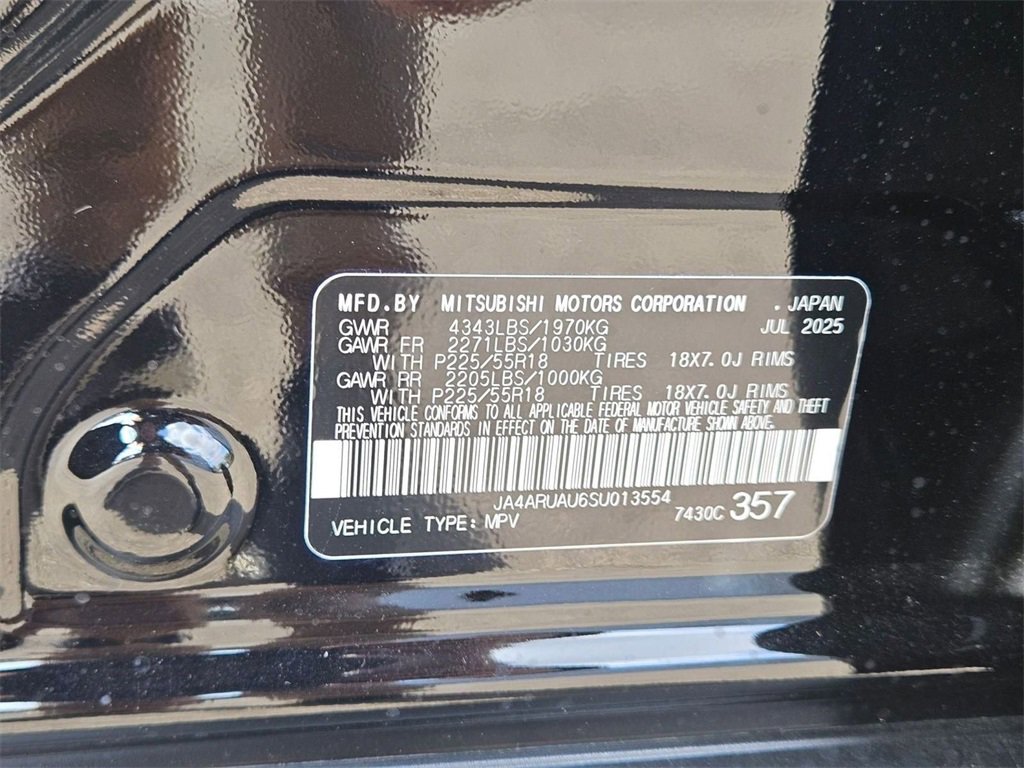 MFD.BY MITSUBISHI MOTORS CORPORATION . JAPAN
GVWR 4343LBS/1970KG JUL 2025
GAWR FR 2271LBS/1030KG
WITH P225/55R18 TIRES 18X7.0J RIMS
GAWR RR 2205LBS/1000KG
WITH P225/55R18 TIRES 18X7.0J RIMS
THIS VEHICLE CONFORMS TO ALL APPLICABLE FEDERAL MOTOR VEHICLE SAFETY AND THEFT
PREVENTION STANDARDS IN EFFECT ON THE DATE OF MANUFACTURE SHOWN ABOVE.
JA4ARUAU6SU013554
VEHICLE TYPE: MPV 7430C 357